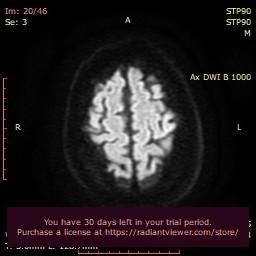 Im: 20/46
Se: 3
STP90
STP90
M
A
Ax DWI B 1000
R
L
You have 30 days left in your trial period.
Purchase a license at https://radiantviewer.com/store/